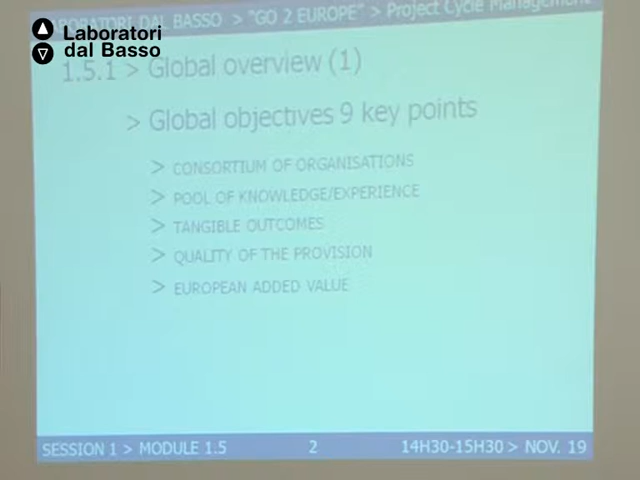 LABORATORI DAL BASSO > "GO 2 EUROPE" > Project Cycle Management
Laboratori
dal Basso
1.5.1 > Global overview (1)
> Global objectives 9 key points
> CONSORTIUM OF ORGANISATIONS
> POOL OF KNOWLEDGE/EXPERIENCE
> TANGIBLE OUTCOMES
> QUALITY OF THE PROVISION
> EUROPEAN ADDED VALUE
SESSION 1 > MODULE 1.5 2 14H30-15H30 > NOV. 19